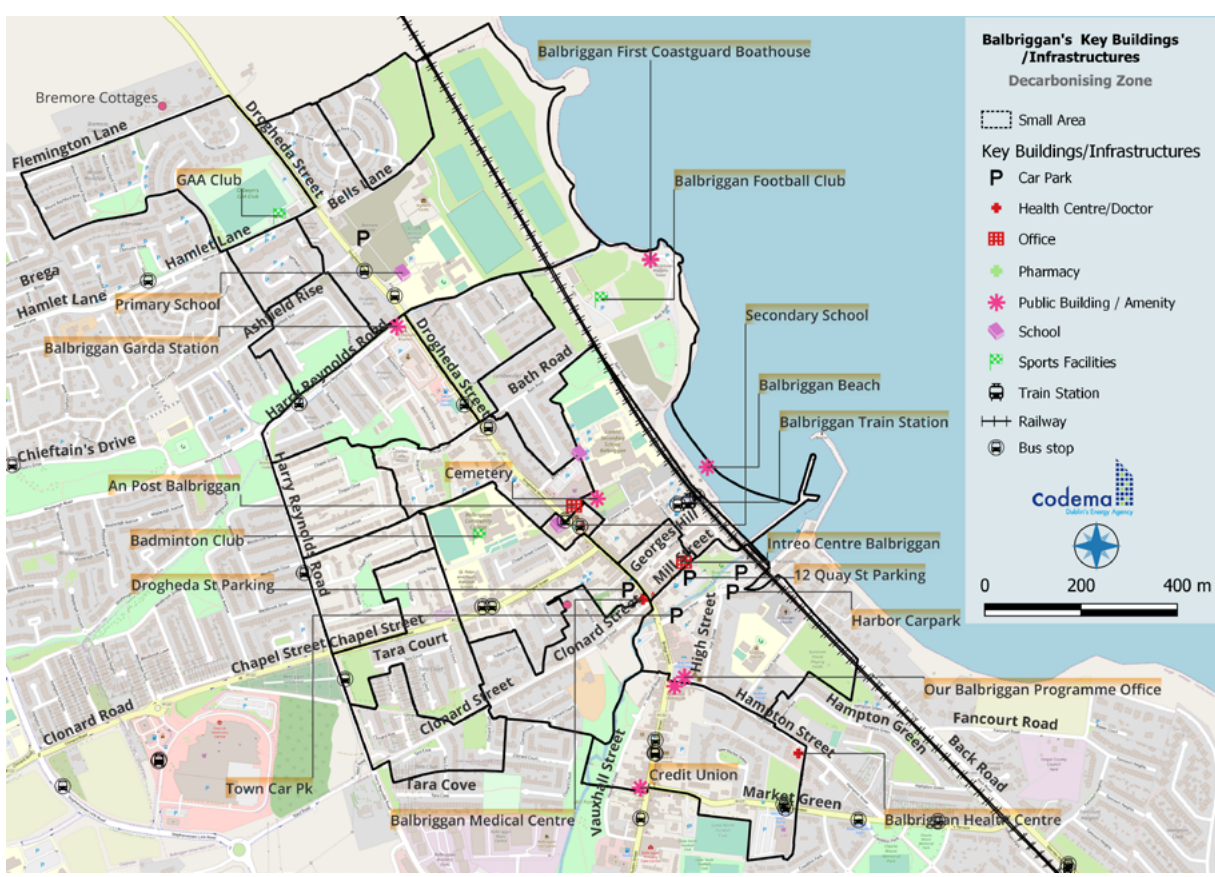 Balbriggan First Coastguard Boathouse
Bremore Cottages
Flemington Lane
Drogheda Street
GAA Club
Bells Lane
Balbriggan Football Club
Hamlet Lane
Brega
Hamlet Lane
Primary School
Ashfield Rise
Secondary School
Balbriggan Garda Station
Harry Reynolds Road
Drogheda Street
Bath Road
Balbriggan Beach
Balbriggan Train Station
Chieftain's Drive
Harry Reynolds Road
Cemetery
An Post Balbriggan
Badminton Club
Georges Hill
Mill Street
Intreo Centre Balbriggan
12 Quay St Parking
Drogheda St Parking
Harbor Carpark
Chapel Street
Chapel Street
Tara Court
Clonard Street
High Street
Our Balbriggan Programme Office
Clonard Road
Clonard Street
Hampton Street
Hampton Green
Fancourt Road
Back Road
Town Car Pk
Tara Cove
Vauxhall Street
Credit Union
Market Green
Balbriggan Medical Centre
Balbriggan Health Centre
P
P
P
P
P
P
Balbriggan's Key Buildings
/Infrastructures
Decarbonising Zone
Small Area
Key Buildings/Infrastructures
P Car Park
Health Centre/Doctor
Office
Pharmacy
Public Building / Amenity
School
Sports Facilities
Train Station
Railway
Bus stop
codema
Dublin's Energy Agency
0 200 400 m